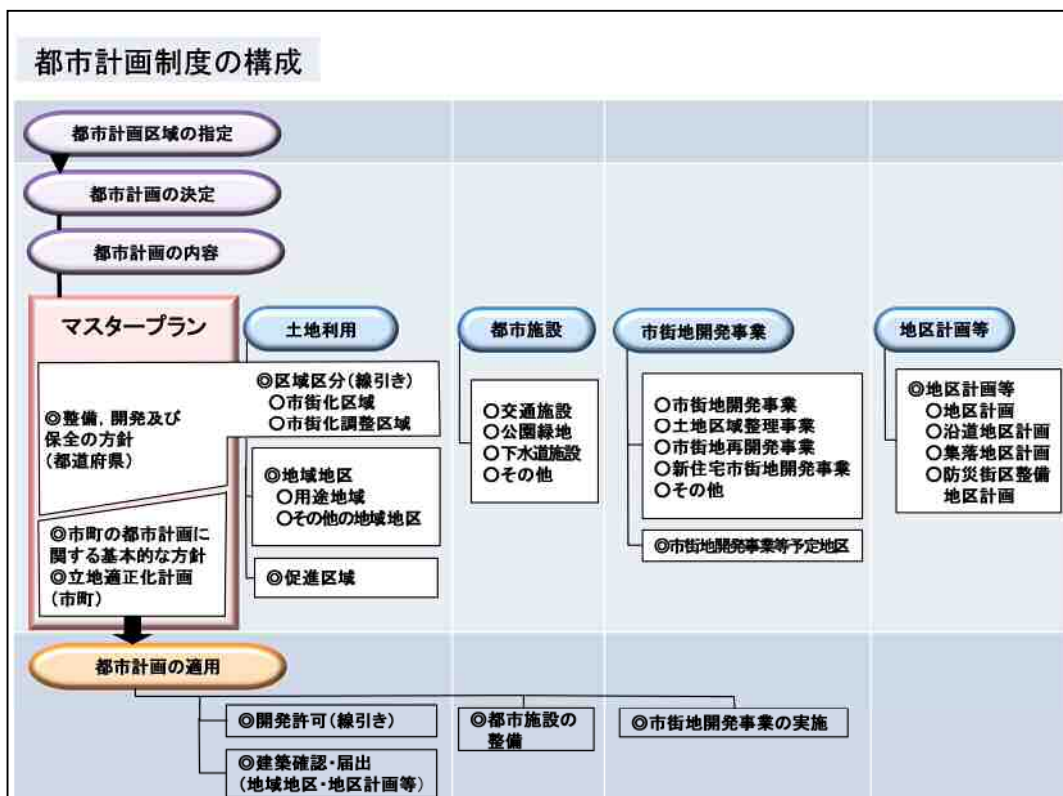 都市計画制度の構成
都市計画区域の指定
都市計画の決定
都市計画の内容
マスタープラン
◎整備，開発及び
保全の方針
(都道府県)
◎市町の都市計画に
関する基本的な方針
◎立地適正化計画
(市町)
土地利用
◎区域区分(線引き)
○市街化区域
○市街化調整区域
◎地域地区
○用途地域
○その他の地域地区
◎促進区域
都市施設
○交通施設
○公園緑地
○下水道施設
○その他
市街地開発事業
○市街地開発事業
○土地区域整理事業
○市街地再開発事業
○新住宅市街地開発事業
○その他
◎市街地開発事業等予定地区
地区計画等
◎地区計画等
○地区計画
○沿道地区計画
○集落地区計画
○防災街区整備
地区計画
都市計画の適用
◎開発許可(線引き)
◎建築確認・届出
(地域地区・地区計画等)
◎都市施設の
整備
◎市街地開発事業の実施